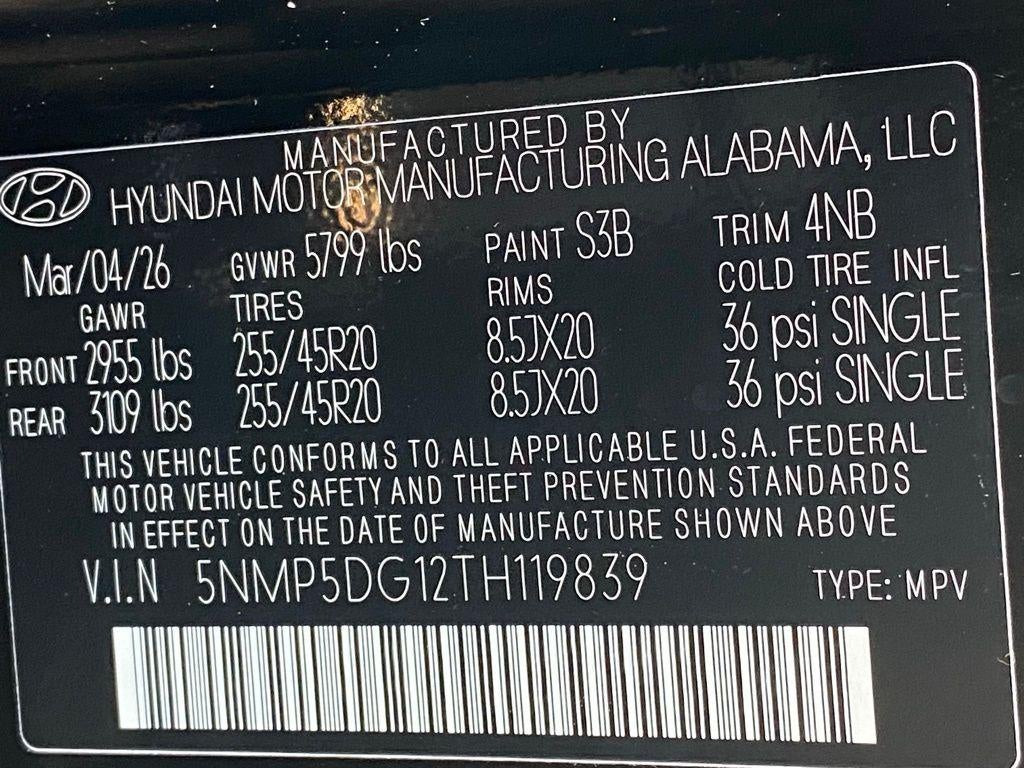 MANUFACTURED BY
HYUNDAI MOTOR MANUFACTURING ALABAMA, LLC
Mar/04/26 GVWR 5799 lbs PAINT S3B TRIM 4NB
GAWR TIRES RIMS COLD TIRE INFL
FRONT 2955 lbs 255/45R20 8.5JX20 36 psi SINGLE
REAR 3109 lbs 255/45R20 8.5JX20 36 psi SINGLE
THIS VEHICLE CONFORMS TO ALL APPLICABLE U.S.A. FEDERAL
MOTOR VEHICLE SAFETY AND THEFT PREVENTION STANDARDS
IN EFFECT ON THE DATE OF MANUFACTURE SHOWN ABOVE
V.I.N 5NMP5DG12TH119839 TYPE: MPV